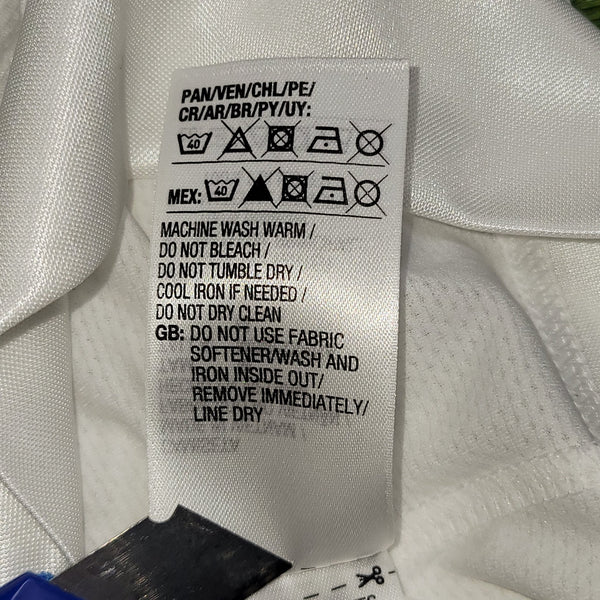 PAN/VEN/CHL/PE/
CR/AR/BR/PY/UY:
40
MEX: 40
MACHINE WASH WARM /
DO NOT BLEACH /
DO NOT TUMBLE DRY /
COOL IRON IF NEEDED /
DO NOT DRY CLEAN
GB: DO NOT USE FABRIC
SOFTENER/WASH AND
IRON INSIDE OUT/
REMOVE IMMEDIATELY/
LINE DRY